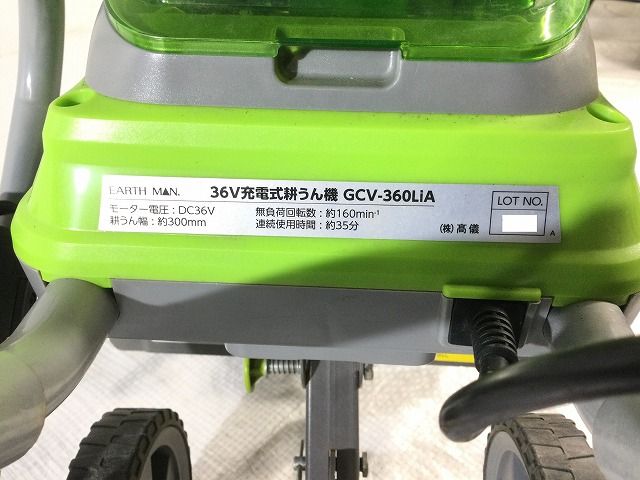 EARTH MAN.
36V充電式耕うん機 GCV-360LiA
モーター電圧：DC36V
耕うん幅：約300mm
無負荷回転数：約160min⁻¹
連続使用時間：約35分
(株)髙儀
LOT NO.
A